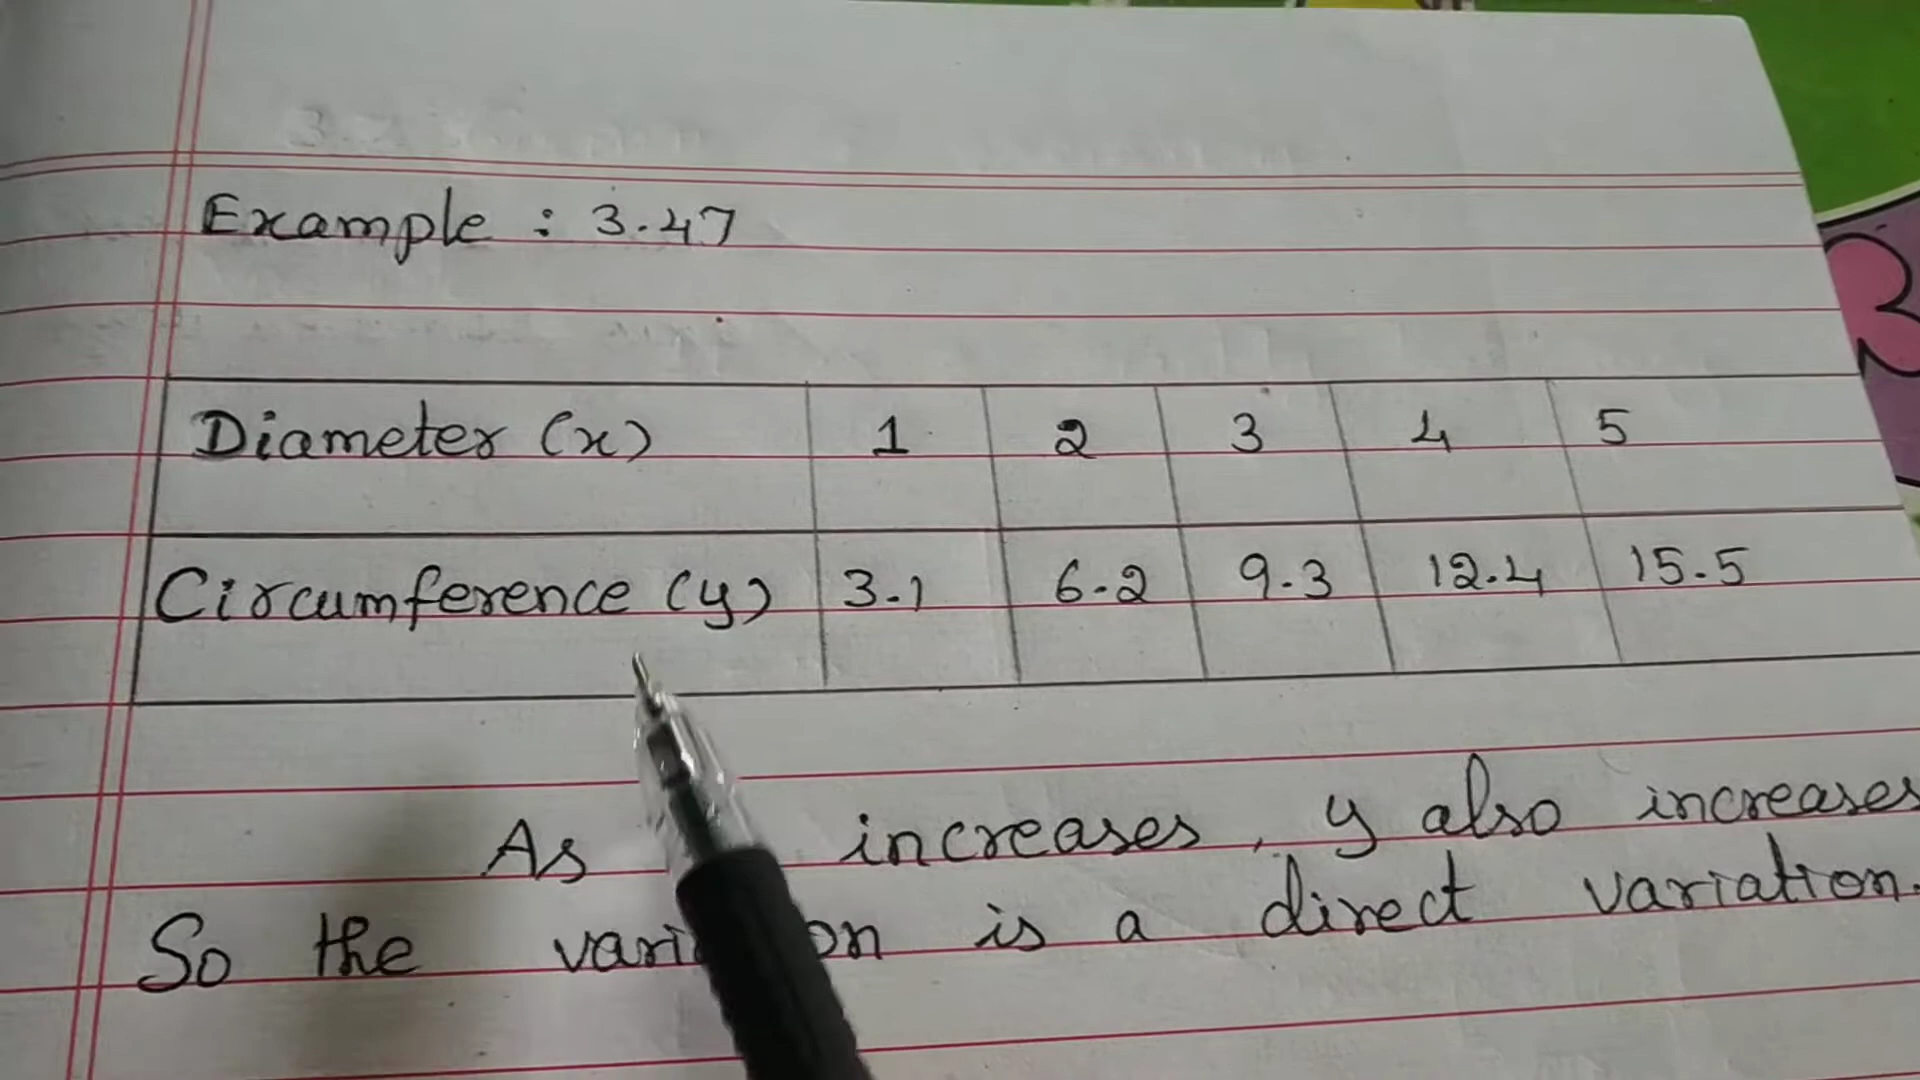 Example : 3.47
Diameter (x) 1 2 3 4 5
Circumference (y) 3.1 6.2 9.3 12.4 15.5
As increases, y also increases
So the is a direct variation.